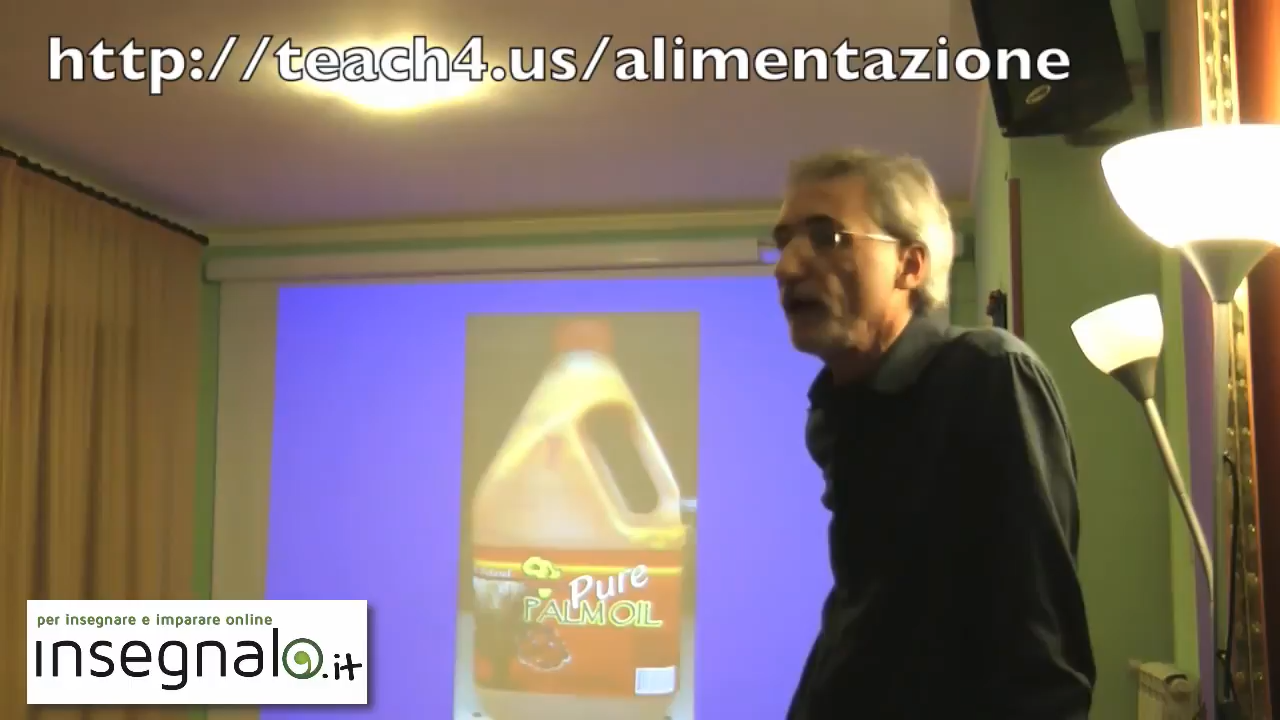 http://teach4.us/alimentazione
Pure
PALM OIL
per insegnare e imparare online
insegnalo.it